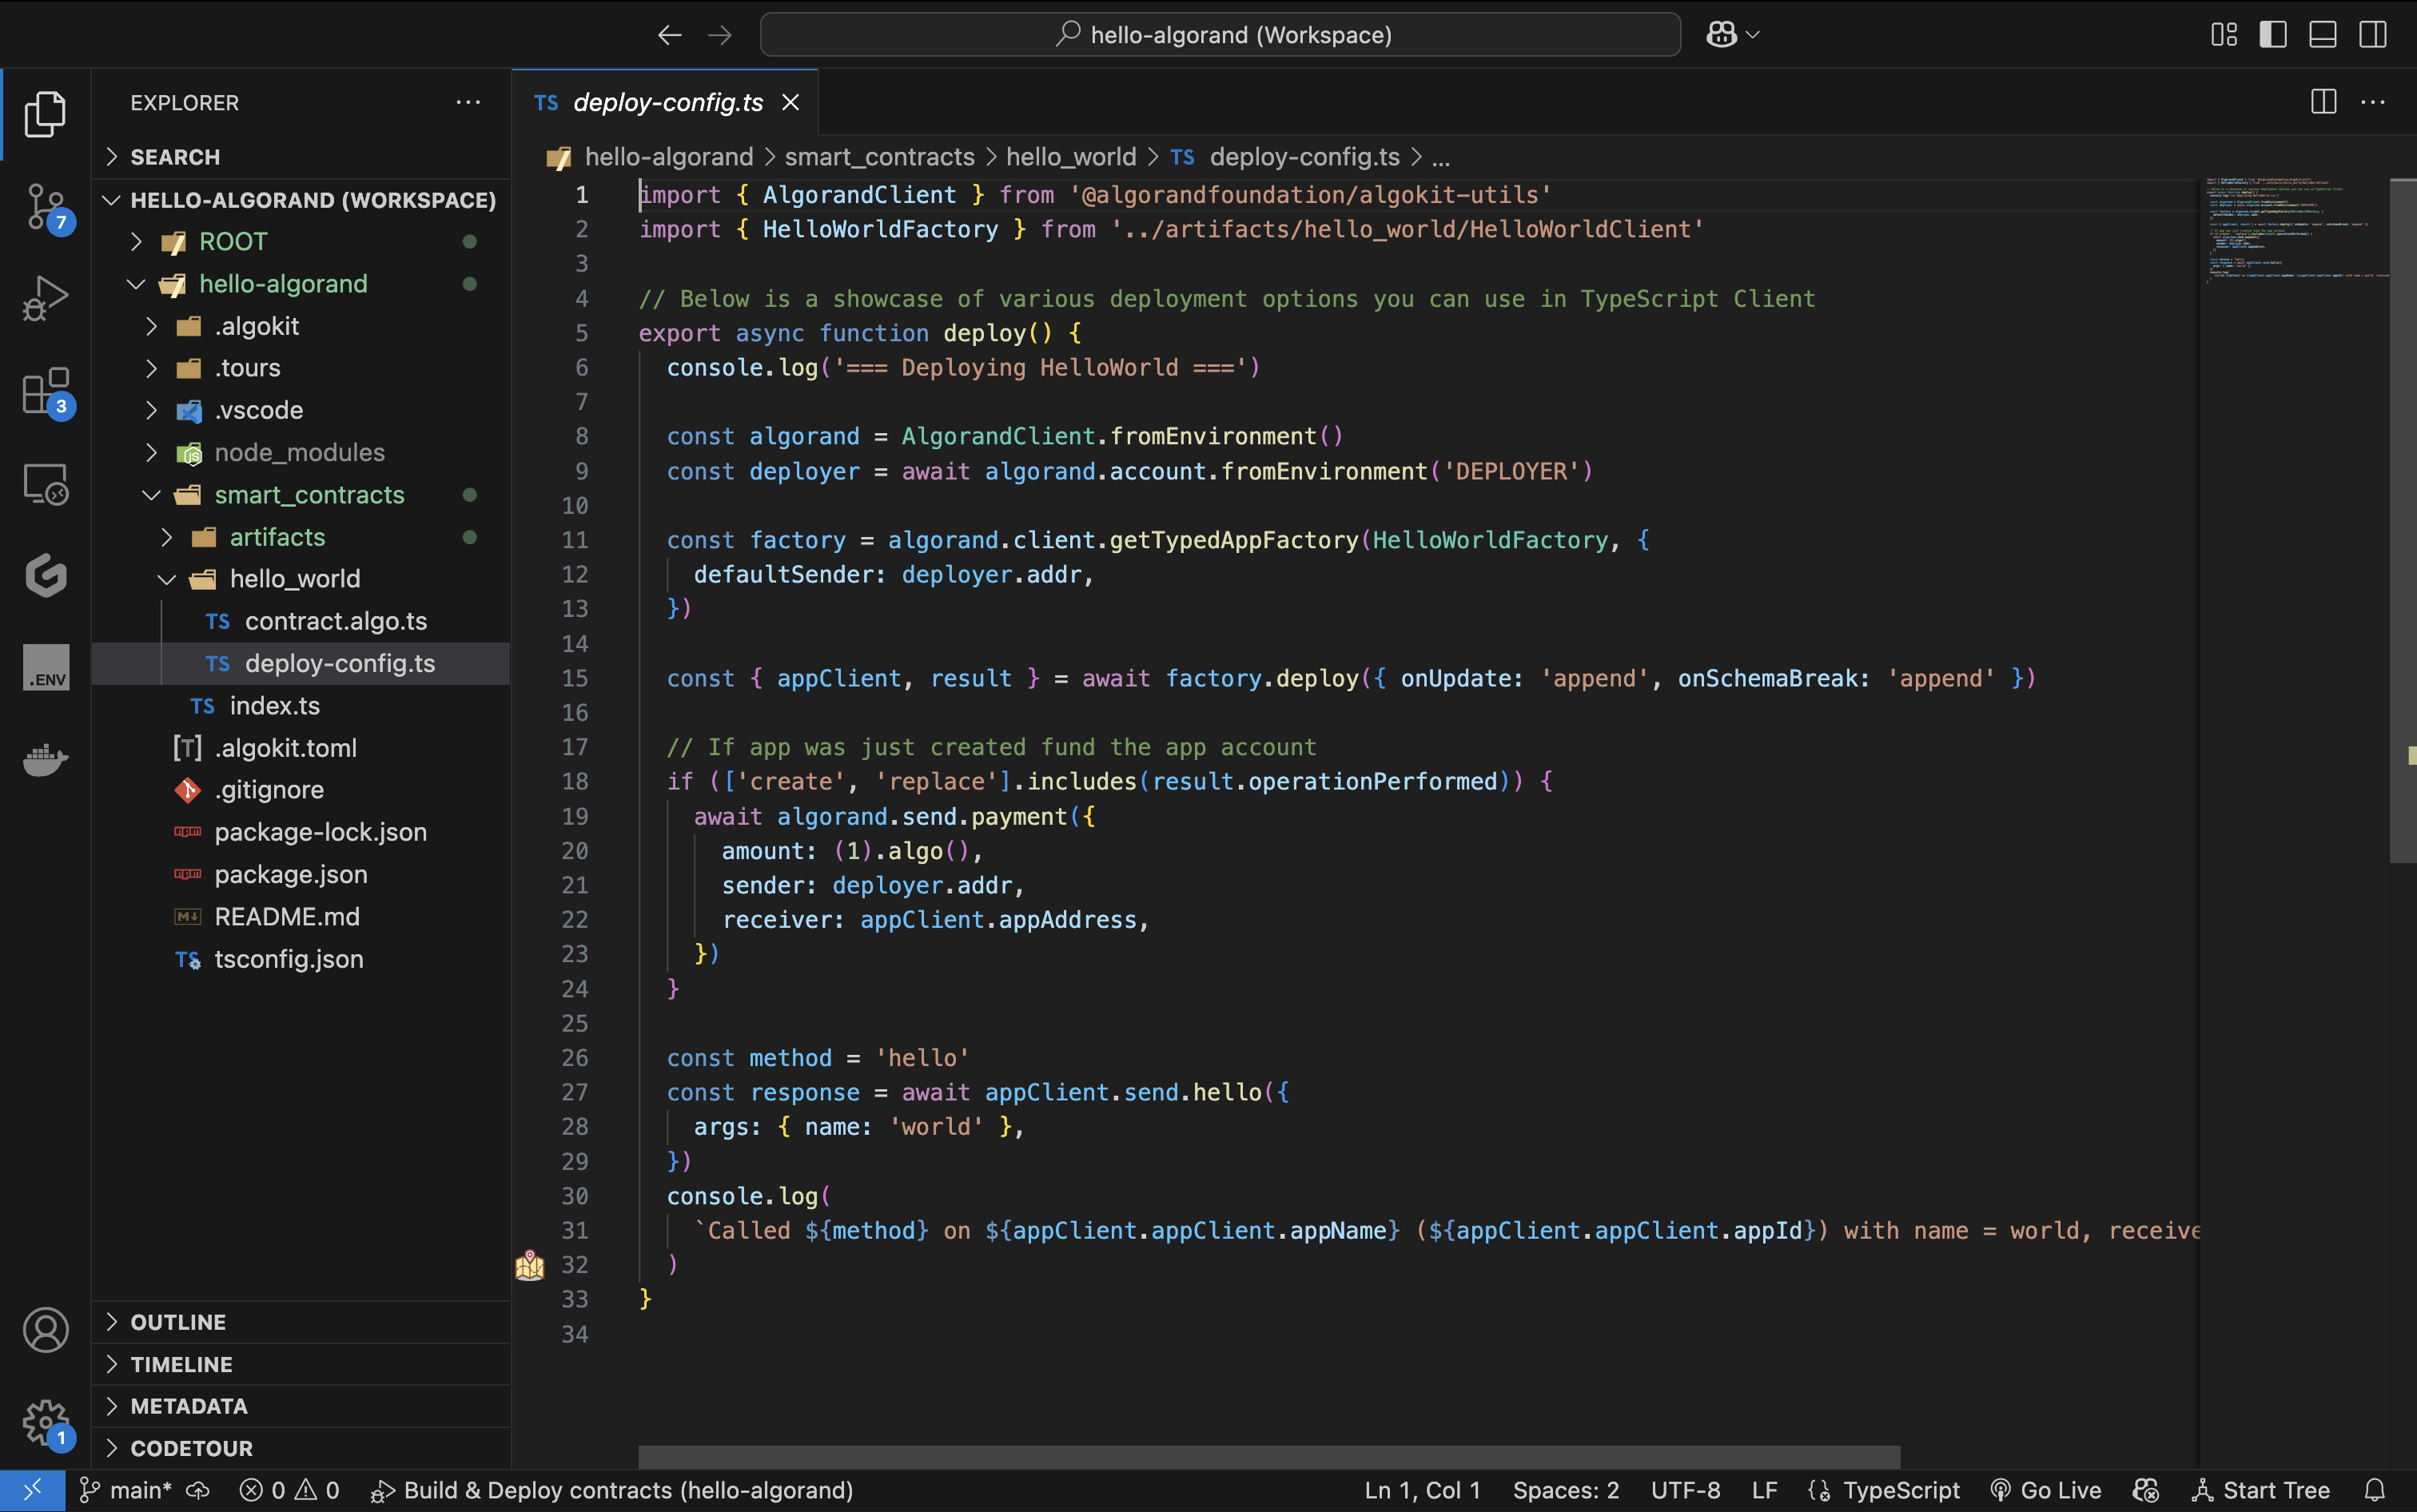 hello-algorand (Workspace)
EXPLORER
SEARCH
HELLO-ALGORAND (WORKSPACE)
ROOT
hello-algorand
.algokit
.tours
.vscode
node_modules
smart_contracts
artifacts
hello_world
TS contract.algo.ts
TS deploy-config.ts
TS index.ts
[T] .algokit.toml
.gitignore
npm package-lock.json
npm package.json
M↓ README.md
TS tsconfig.json
OUTLINE
TIMELINE
METADATA
CODETOUR
7
3
.ENV
1
TS deploy-config.ts
hello-algorand > smart_contracts > hello_world > TS deploy-config.ts > ...
1 import { AlgorandClient } from '@algorandfoundation/algokit-utils'
2 import { HelloWorldFactory } from '../artifacts/hello_world/HelloWorldClient'
3
4 // Below is a showcase of various deployment options you can use in TypeScript Client
5 export async function deploy() {
6 console.log('=== Deploying HelloWorld ===')
7
8 const algorand = AlgorandClient.fromEnvironment()
9 const deployer = await algorand.account.fromEnvironment('DEPLOYER')
10
11 const factory = algorand.client.getTypedAppFactory(HelloWorldFactory, {
12 defaultSender: deployer.addr,
13 })
14
15 const { appClient, result } = await factory.deploy({ onUpdate: 'append', onSchemaBreak: 'append' })
16
17 // If app was just created fund the app account
18 if (['create', 'replace'].includes(result.operationPerformed)) {
19 await algorand.send.payment({
20 amount: (1).algo(),
21 sender: deployer.addr,
22 receiver: appClient.appAddress,
23 })
24 }
25
26 const method = 'hello'
27 const response = await appClient.send.hello({
28 args: { name: 'world' },
29 })
30 console.log(
31 `Called ${method} on ${appClient.appClient.appName} (${appClient.appClient.appId}) with name = world, receive
32 )
33 }
34
main* 0 0 Build & Deploy contracts (hello-algorand) Ln 1, Col 1 Spaces: 2 UTF-8 LF TypeScript Go Live Start Tree